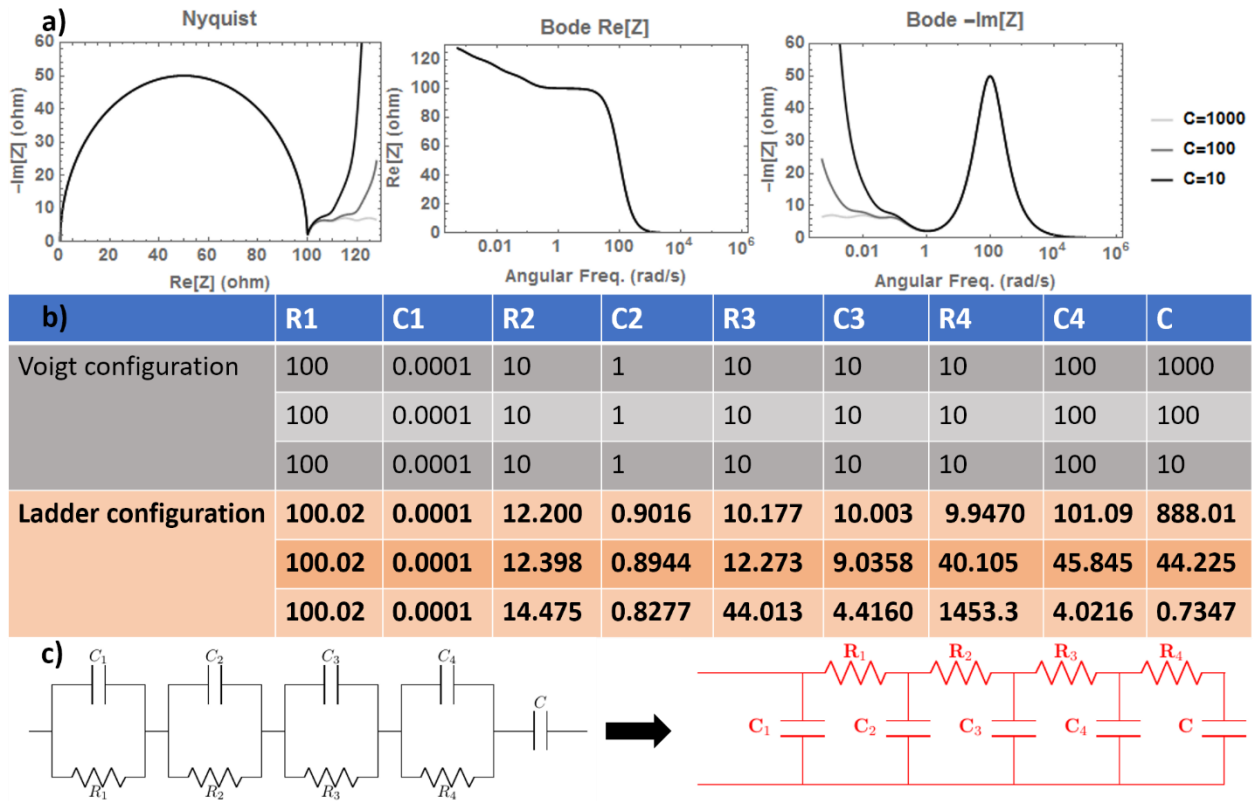 a)
Nyquist
Bode Re[Z]
Bode −Im[Z]
−Im[Z] (ohm)
60
50
40
30
20
10
0
0 20 40 60 80 100 120
Re[Z] (ohm)
Re[Z] (ohm)
120
100
80
60
40
20
0
0.01 1 100 10^4 10^6
Angular Freq. (rad/s)
−Im[Z] (ohm)
60
50
40
30
20
10
0
0.01 1 100 10^4 10^6
Angular Freq. (rad/s)
C=1000
C=100
C=10
b) R1 C1 R2 C2 R3 C3 R4 C4 C
Voigt configuration 100 0.0001 10 1 10 10 10 100 1000
100 0.0001 10 1 10 10 10 100 100
100 0.0001 10 1 10 10 10 100 10
Ladder configuration 100.02 0.0001 12.200 0.9016 10.177 10.003 9.9470 101.09 888.01
100.02 0.0001 12.398 0.8944 12.273 9.0358 40.105 45.845 44.225
100.02 0.0001 14.475 0.8277 44.013 4.4160 1453.3 4.0216 0.7347
c)
C1 C2 C3 C4 C
R1 R2 R3 R4
R1 R2 R3 R4
C1 C2 C3 C4 C